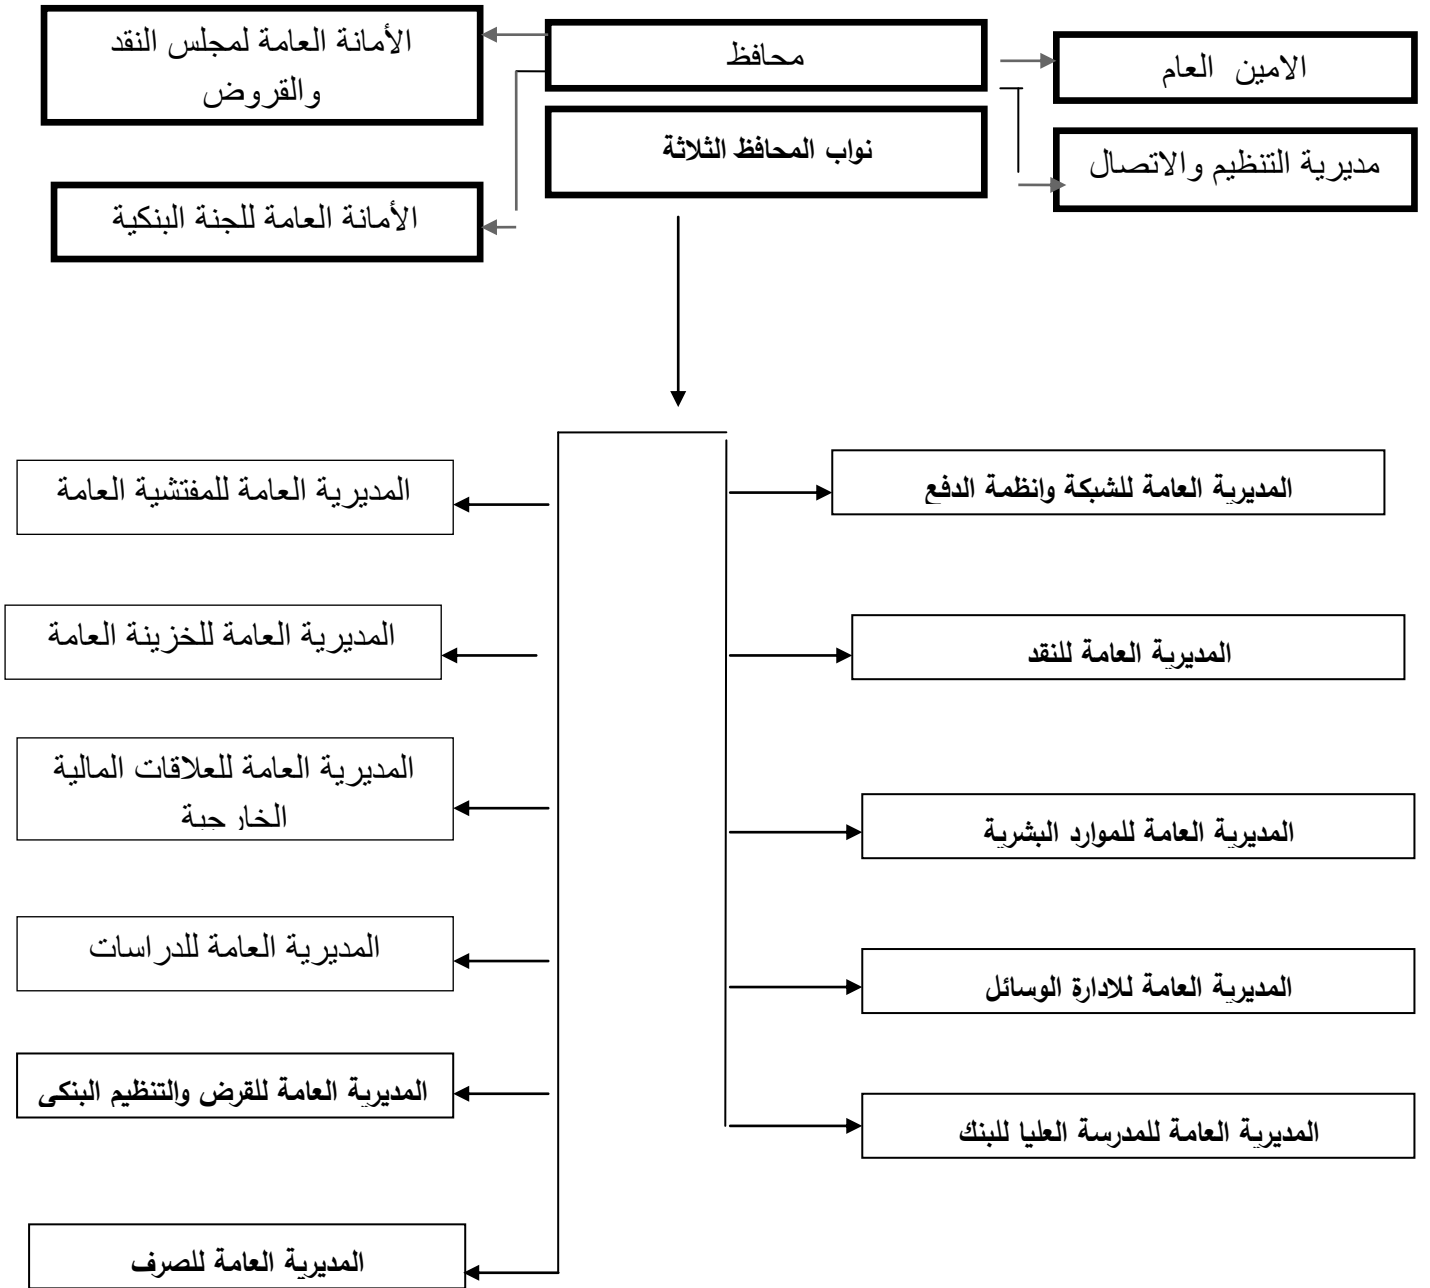 محافظ
نواب المحافظ الثلاثة
الامين العام
مديرية التنظيم والاتصال
الأمانة العامة لمجلس النقد
والقروض
الأمانة العامة للجنة البنكية
المديرية العامة للشبكة وانظمة الدفع
المديرية العامة للنقد
المديرية العامة للموارد البشرية
المديرية العامة للادارة الوسائل
المديرية العامة للمدرسة العليا للبنك
المديرية العامة للمفتشية العامة
المديرية العامة للخزينة العامة
المديرية العامة للعلاقات المالية
الخارجية
المديرية العامة للدراسات
المديرية العامة للقرض والتنظيم البنكي
المديرية العامة للصرف